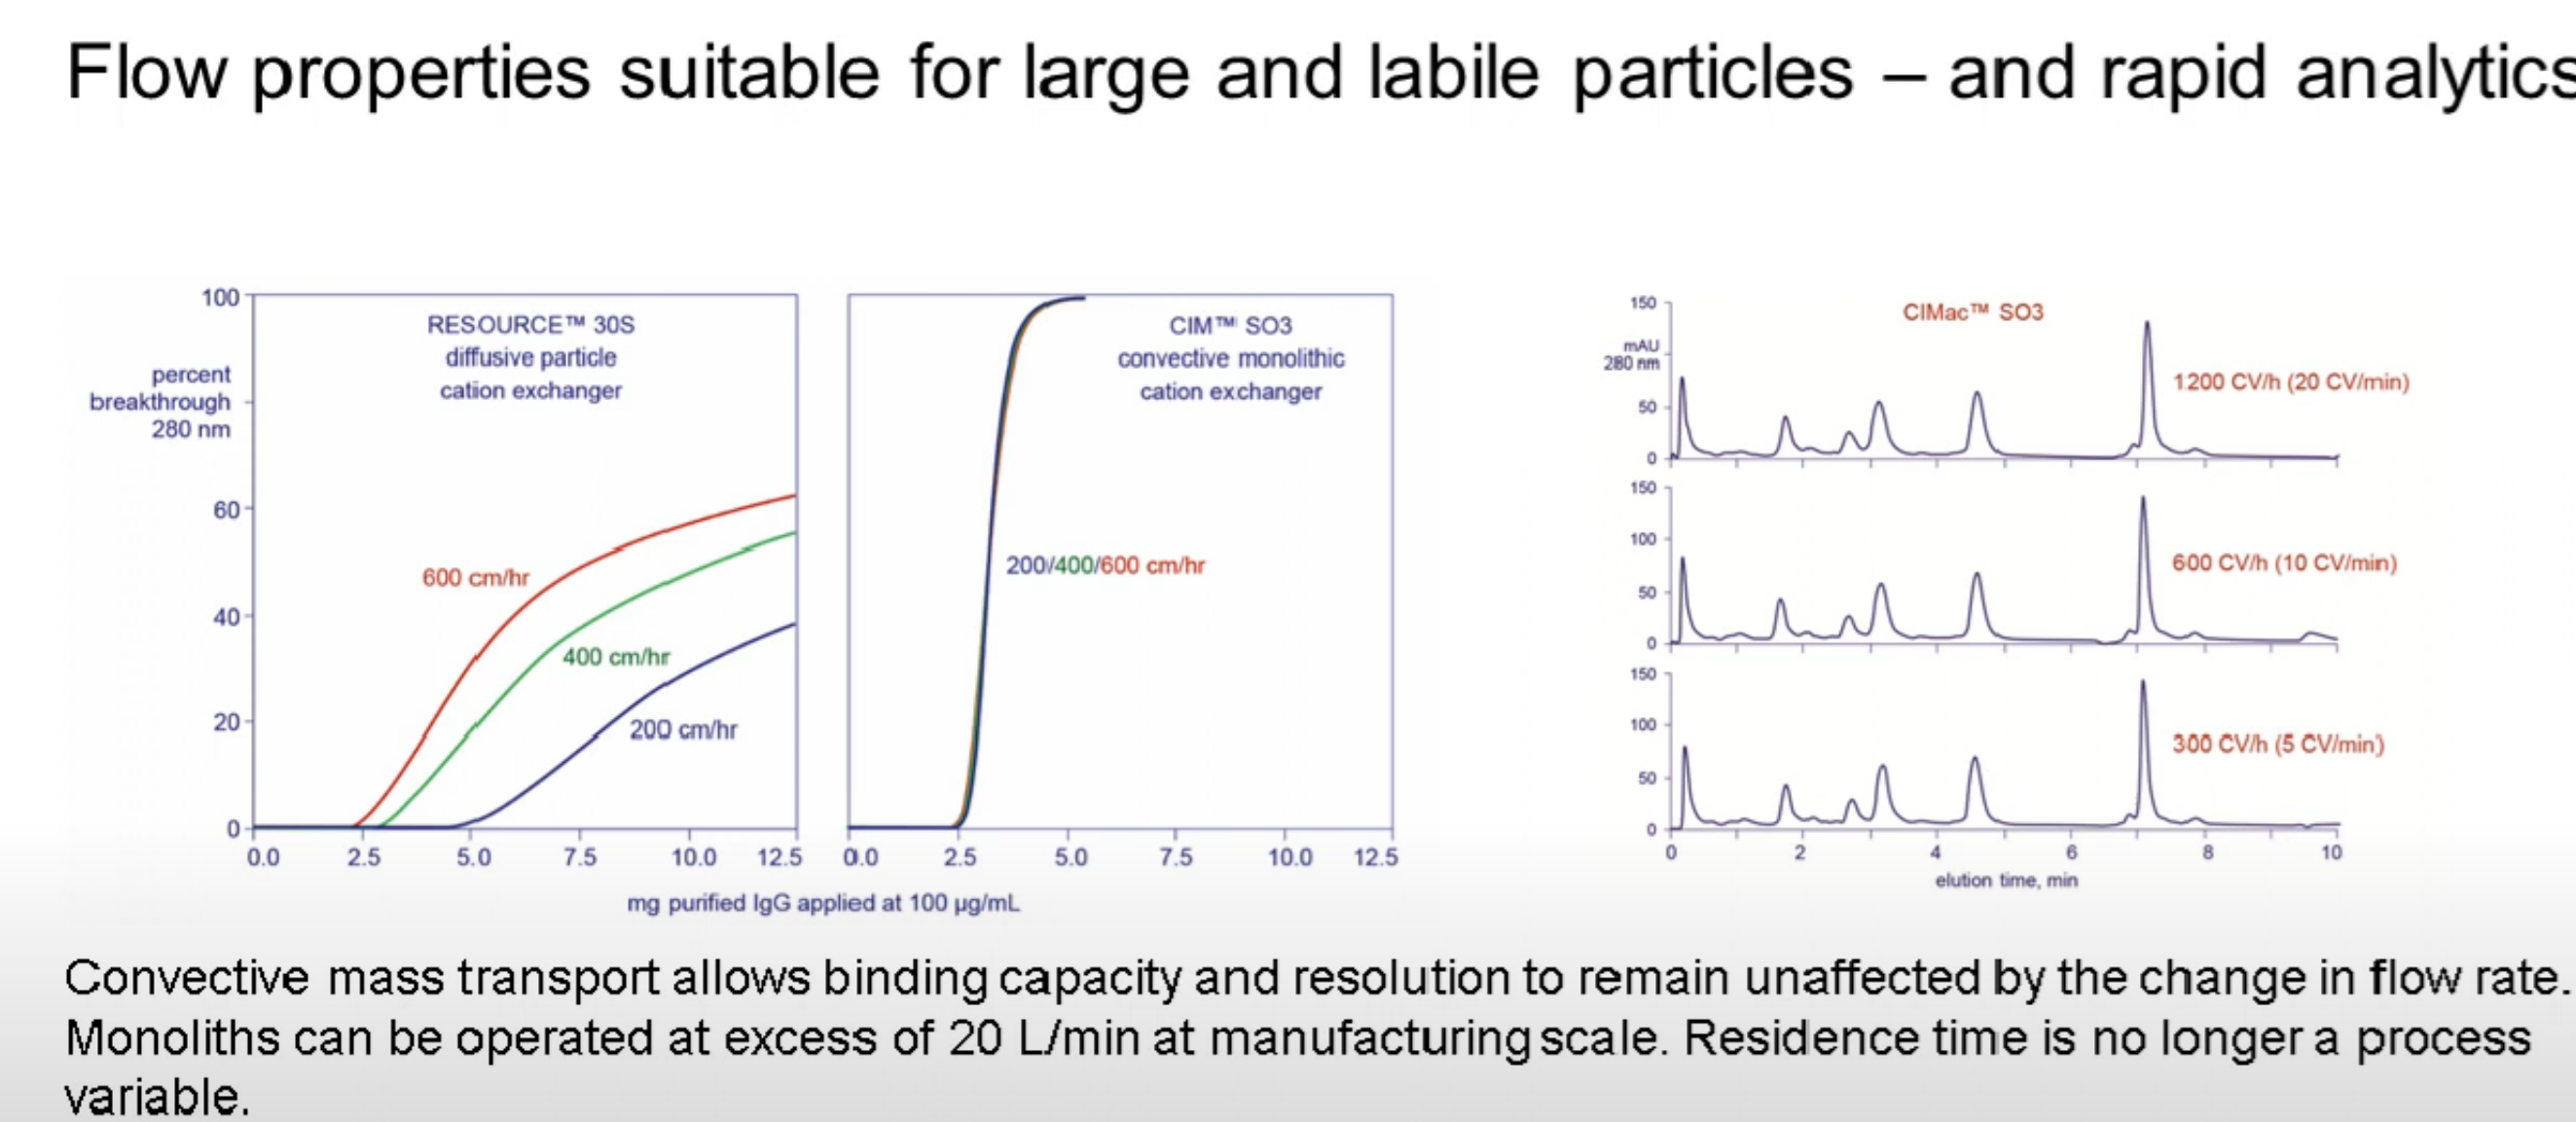 Flow properties suitable for large and labile particles – and rapid analytics
100
60
40
20
0
percent
breakthrough
280 nm
RESOURCE™ 30S
diffusive particle
cation exchanger
600 cm/hr
400 cm/hr
200 cm/hr
0.0 2.5 5.0 7.5 10.0 12.5
CIM™ SO3
convective monolithic
cation exchanger
200/400/600 cm/hr
0.0 2.5 5.0 7.5 10.0 12.5
mg purified IgG applied at 100 µg/mL
CIMac™ SO3
150
mAU
280 nm
50
0
1200 CV/h (20 CV/min)
150
100
50
0
600 CV/h (10 CV/min)
150
100
50
0
300 CV/h (5 CV/min)
0 2 4 6 8 10
elution time, min
Convective mass transport allows binding capacity and resolution to remain unaffected by the change in flow rate.
Monoliths can be operated at excess of 20 L/min at manufacturing scale. Residence time is no longer a process
variable.